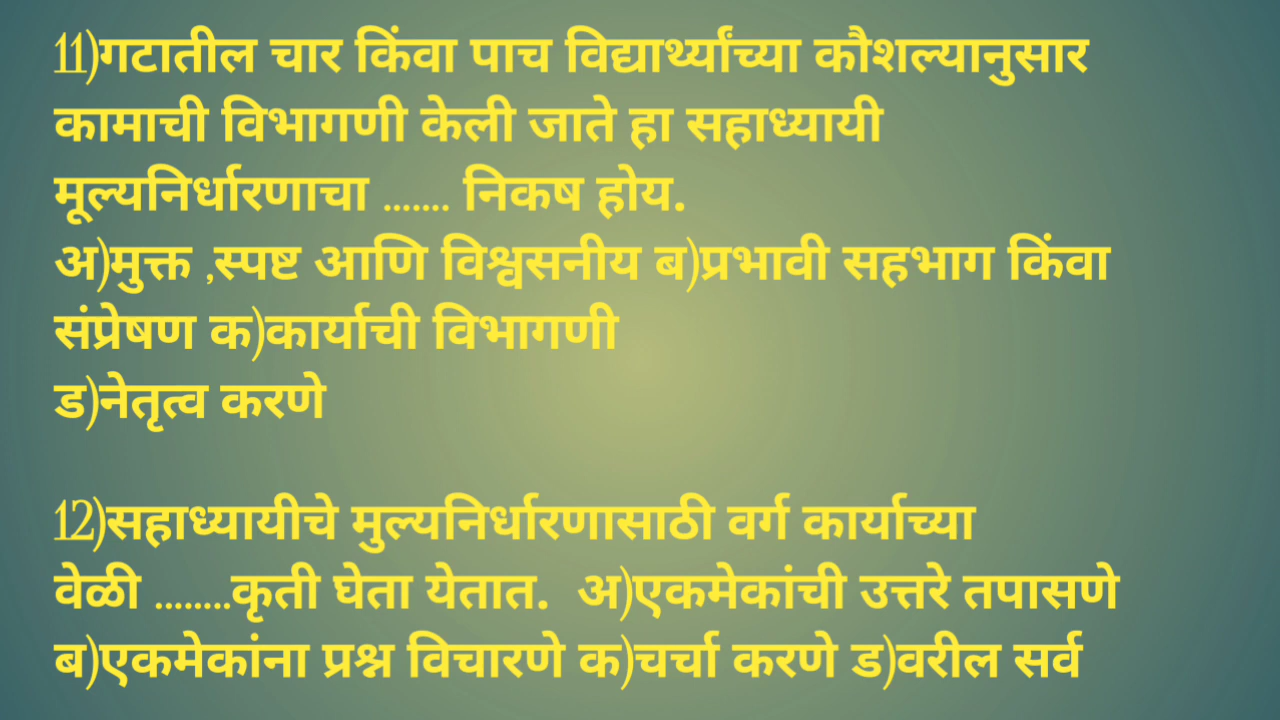 11)गटातील चार किंवा पाच विद्यार्थ्यांच्या कौशल्यानुसार
कामाची विभागणी केली जाते हा सहाध्यायी
मूल्यनिर्धारणाचा ....... निकष होय.
अ)मुक्त ,स्पष्ट आणि विश्वसनीय ब)प्रभावी सहभाग किंवा
संप्रेषण क)कार्याची विभागणी
ड)नेतृत्व करणे
12)सहाध्यायीचे मुल्यनिर्धारणासाठी वर्ग कार्याच्या
वेळी ........कृती घेता येतात. अ)एकमेकांची उत्तरे तपासणे
ब)एकमेकांना प्रश्न विचारणे क)चर्चा करणे ड)वरील सर्व